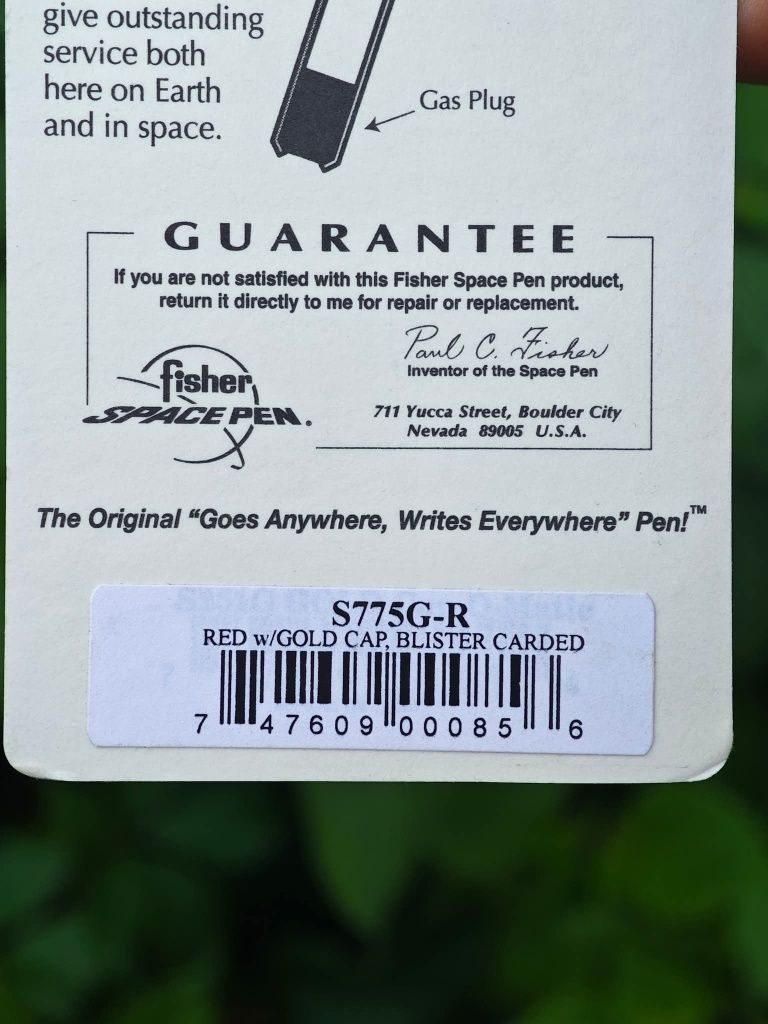 give outstanding
service both
here on Earth
and in space.
Gas Plug
GUARANTEE
If you are not satisfied with this Fisher Space Pen product,
return it directly to me for repair or replacement.
Paul C. Fisher
Inventor of the Space Pen
fisher
SPACE PEN.
711 Yucca Street, Boulder City
Nevada 89005 U.S.A.
The Original “Goes Anywhere, Writes Everywhere” Pen!™
S775G-R
RED w/GOLD CAP, BLISTER CARDED
7 47609 00085 6